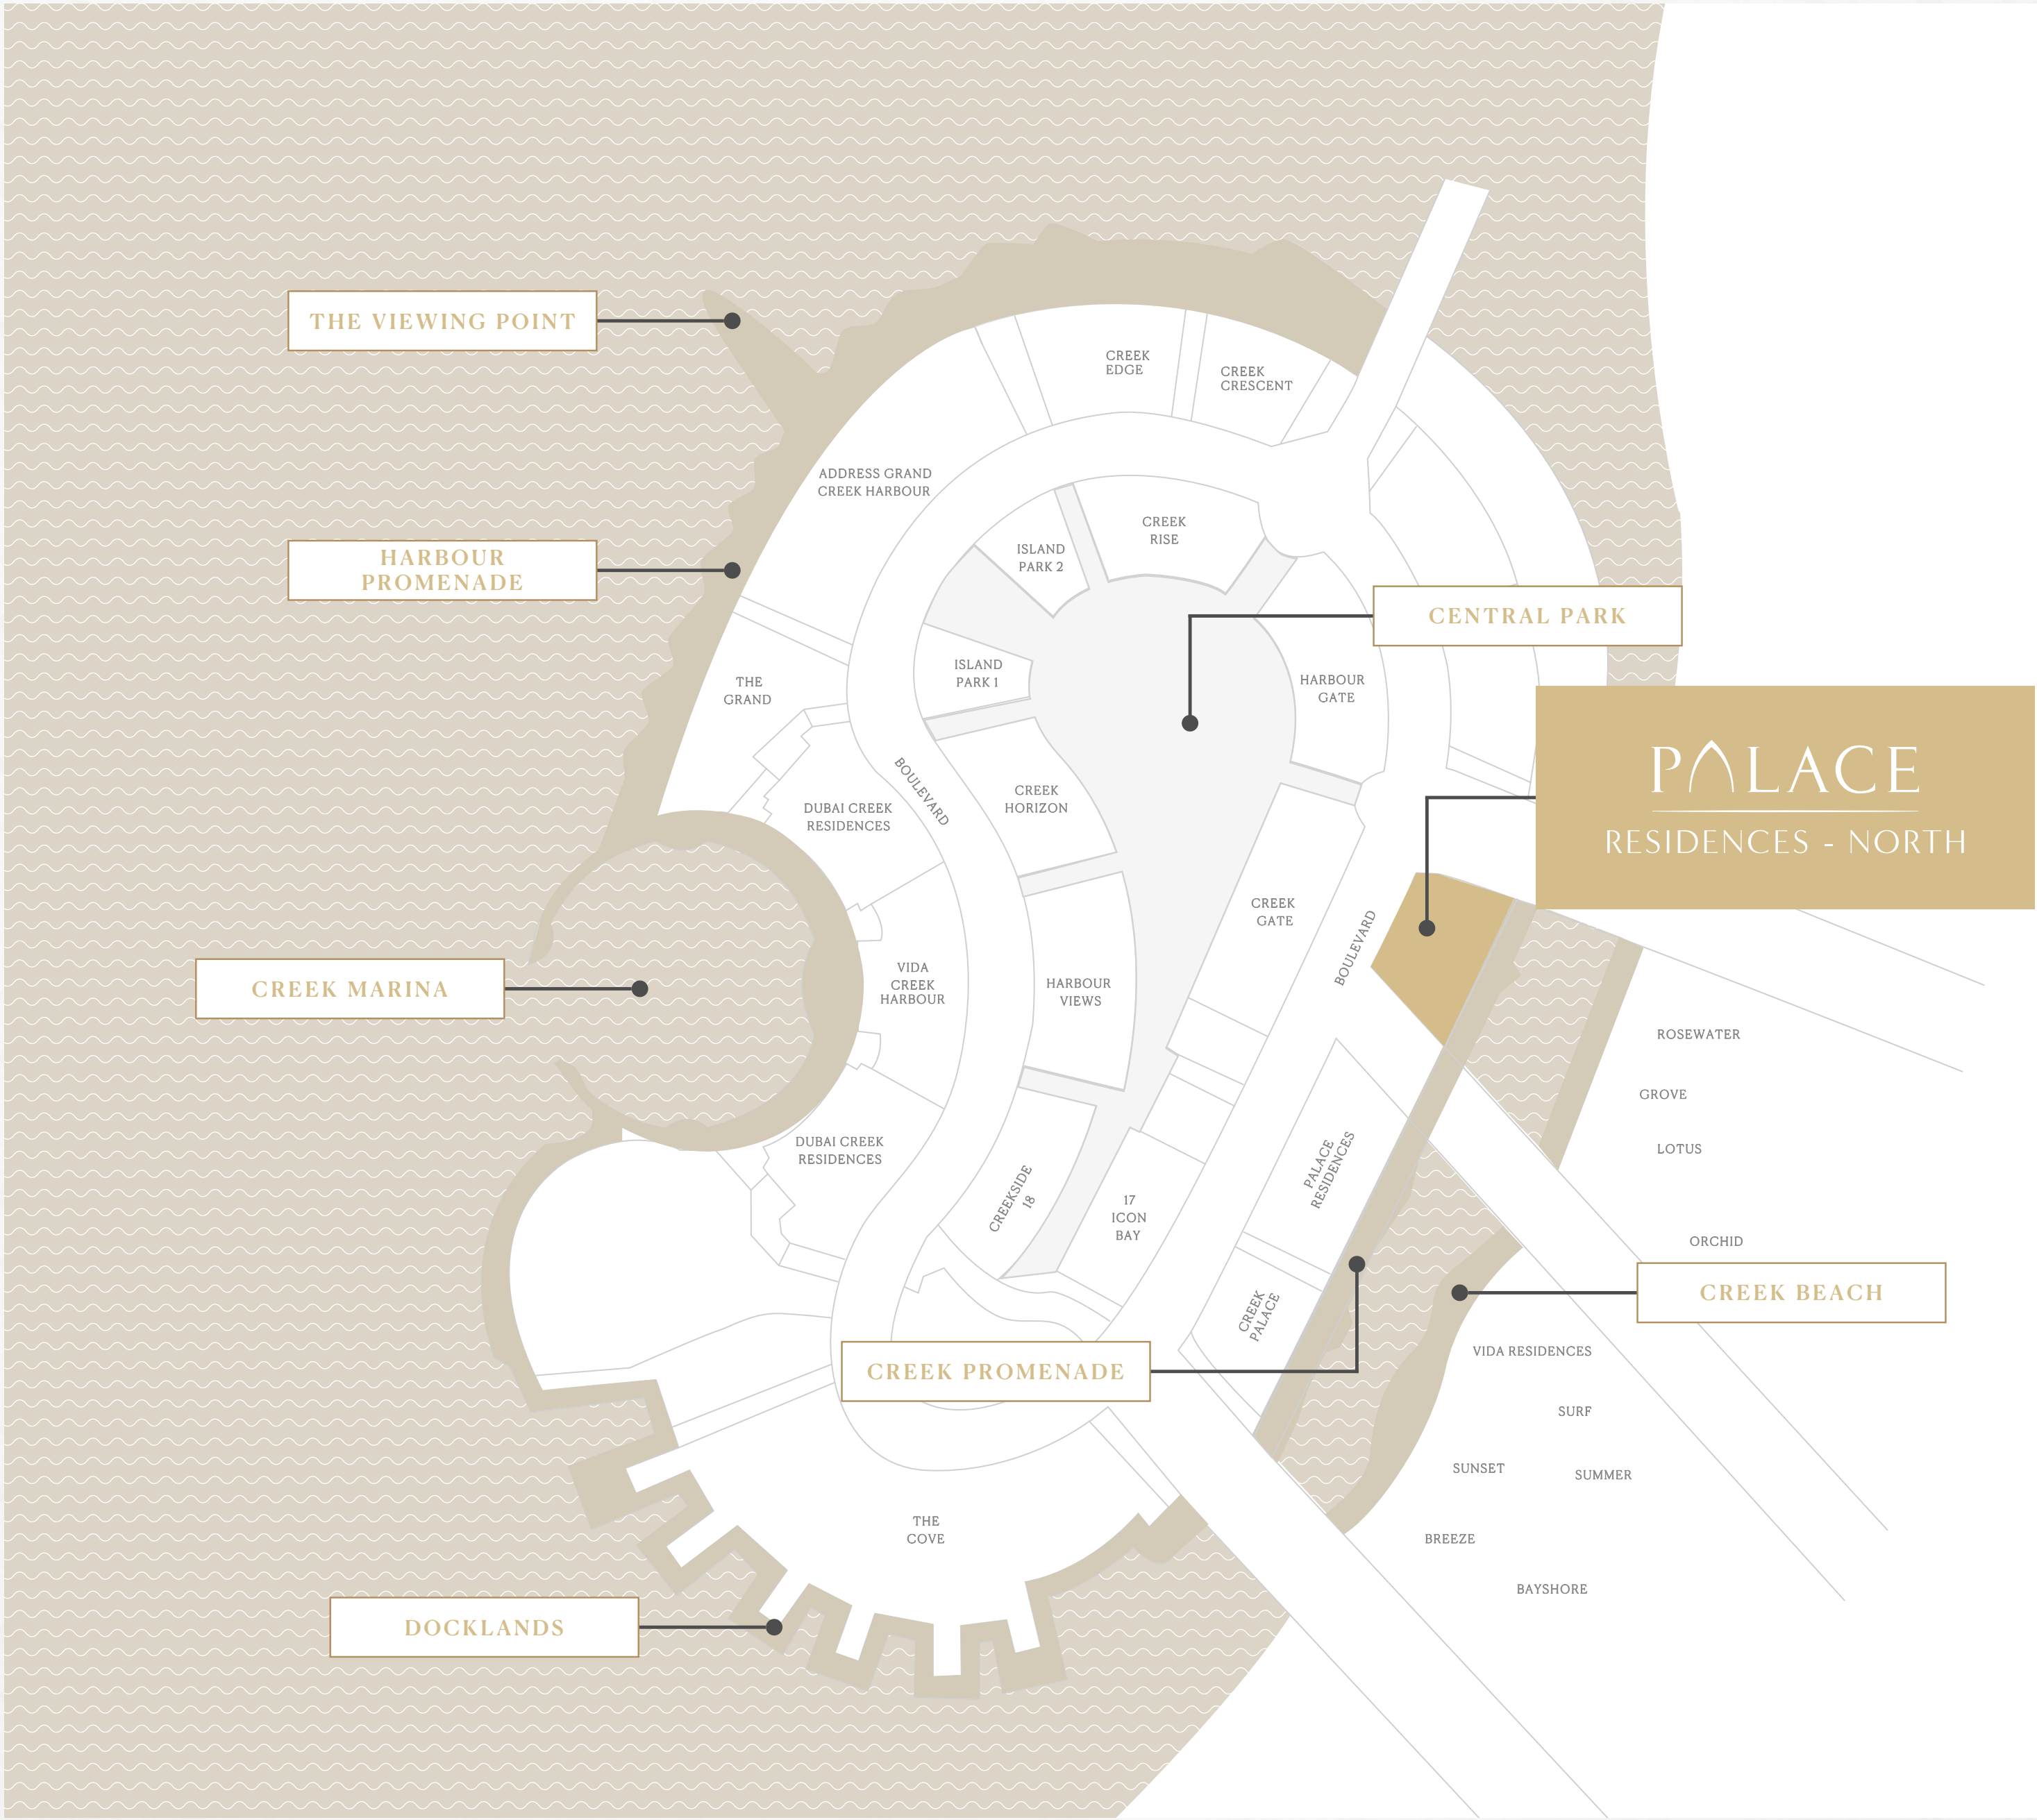 THE VIEWING POINT
CREEK
EDGE
CREEK
CRESCENT
ADDRESS GRAND
CREEK HARBOUR
CREEK
RISE
ISLAND
PARK 2
HARBOUR
PROMENADE
CENTRAL PARK
ISLAND
PARK 1
THE
GRAND
HARBOUR
GATE
PALACE
RESIDENCES - NORTH
BOULEVARD
CREEK
HORIZON
DUBAI CREEK
RESIDENCES
CREEK
GATE
BOULEVARD
CREEK MARINA
VIDA
CREEK
HARBOUR
HARBOUR
VIEWS
ROSEWATER
GROVE
LOTUS
DUBAI CREEK
RESIDENCES
PALACE
RESIDENCES
CREEKSIDE
18
17
ICON
BAY
ORCHID
CREEK BEACH
CREEK
PALACE
CREEK PROMENADE
VIDA RESIDENCES
SURF
SUNSET
SUMMER
THE
COVE
BREEZE
BAYSHORE
DOCKLANDS